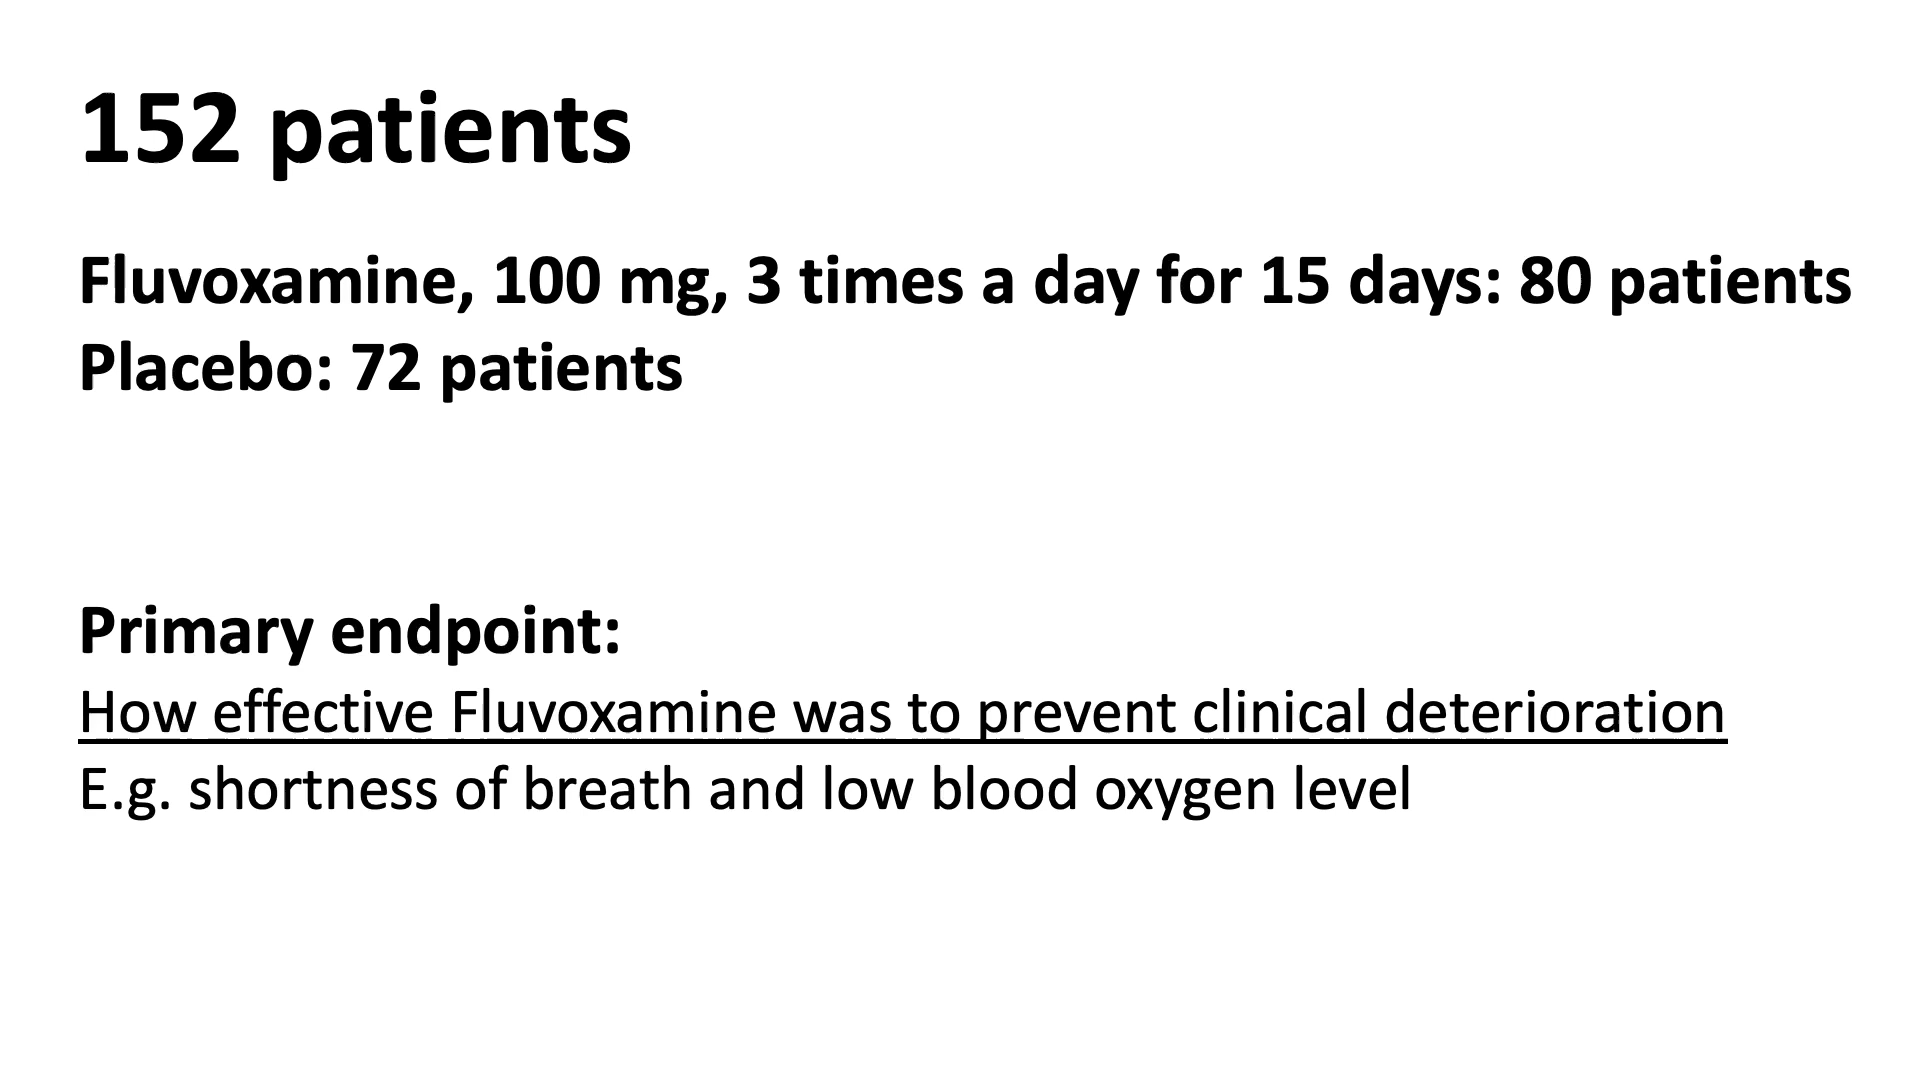 152 patients
Fluvoxamine, 100 mg, 3 times a day for 15 days: 80 patients
Placebo: 72 patients
Primary endpoint:
How effective Fluvoxamine was to prevent clinical deterioration
E.g. shortness of breath and low blood oxygen level